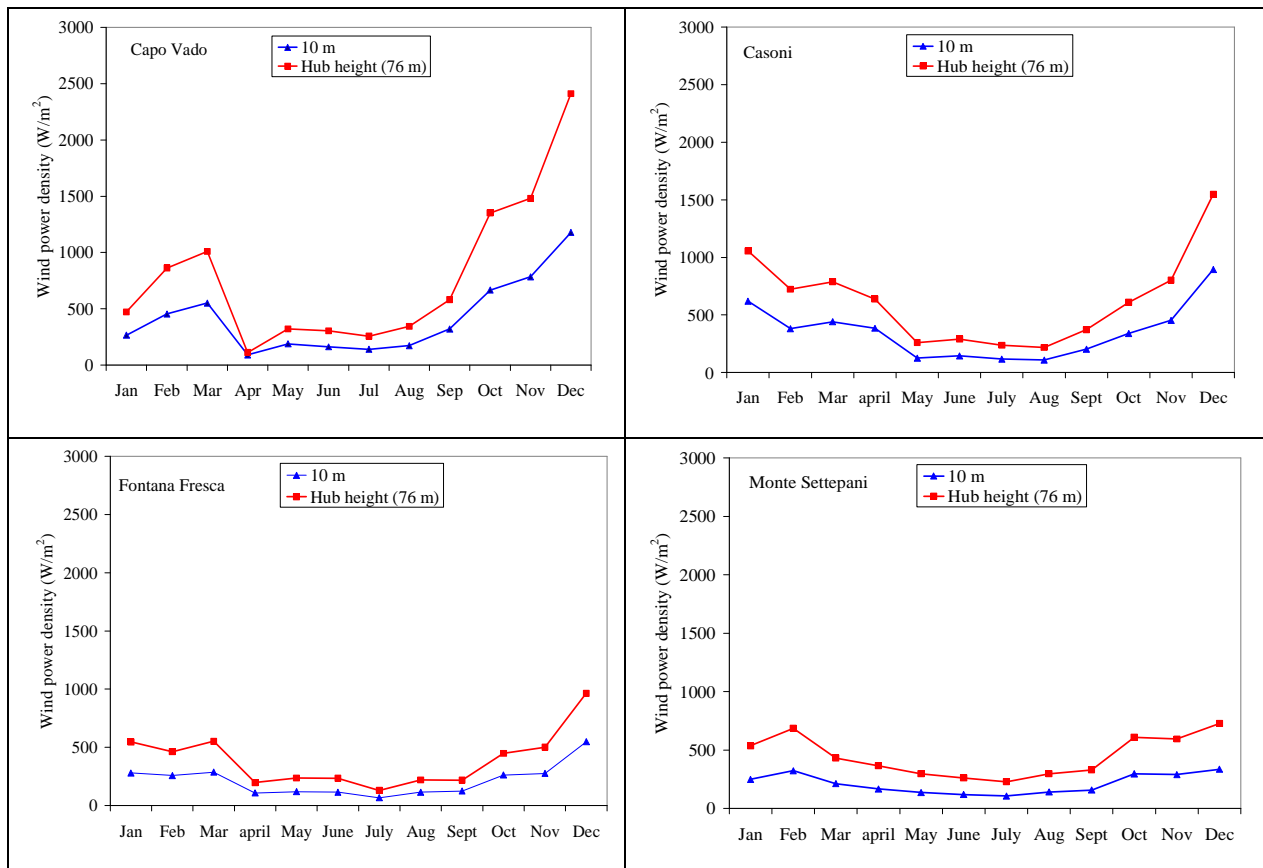 Capo Vado
10 m
Hub height (76 m)
Wind power density (W/m²)
3000
2500
2000
1500
1000
500
0
Jan Feb Mar Apr May Jun Jul Aug Sep Oct Nov Dec
Casoni
10 m
Hub height (76 m)
Wind power density (W/m²)
3000
2500
2000
1500
1000
500
0
Jan Feb Mar april May June July Aug Sept Oct Nov Dec
Fontana Fresca
10 m
Hub height (76 m)
Wind power density (W/m²)
3000
2500
2000
1500
1000
500
0
Jan Feb Mar april May June July Aug Sept Oct Nov Dec
Monte Settepani
10 m
Hub height (76 m)
Wind power density (W/m²)
3000
2500
2000
1500
1000
500
0
Jan Feb Mar april May June July Aug Sept Oct Nov Dec